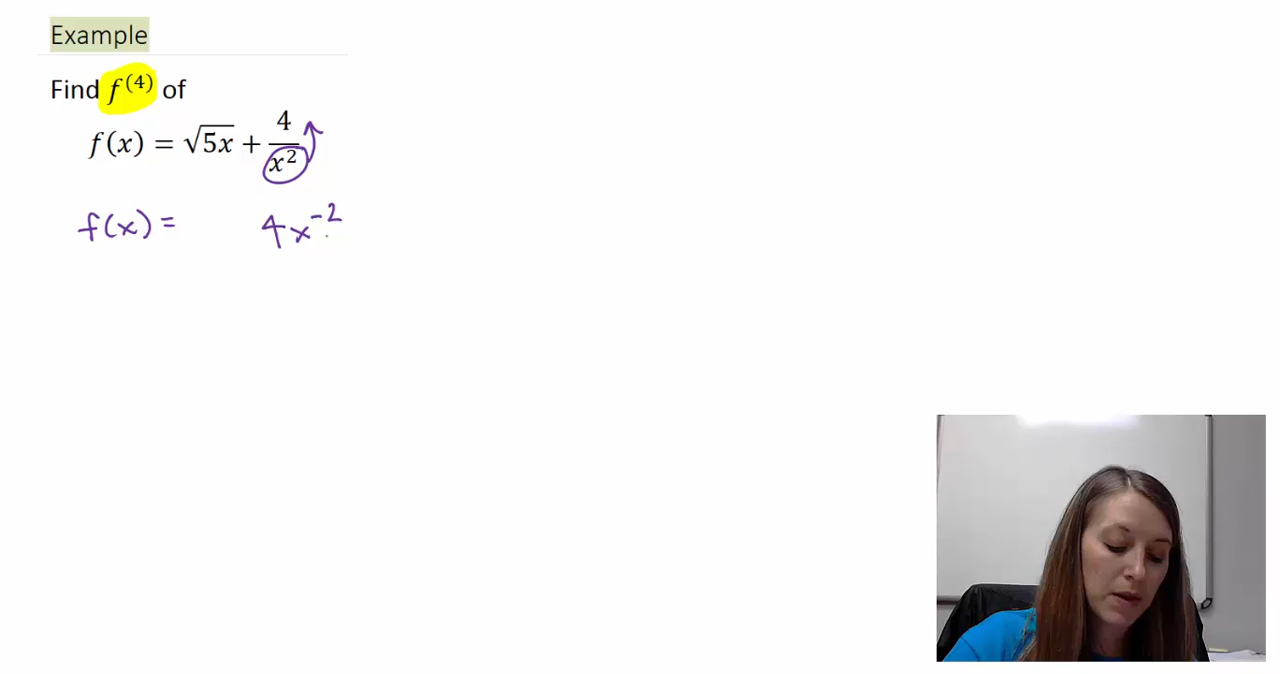 Example
Find f⁽⁴⁾ of
f(x) = √5x + 4/x²
f(x) = 4x⁻²